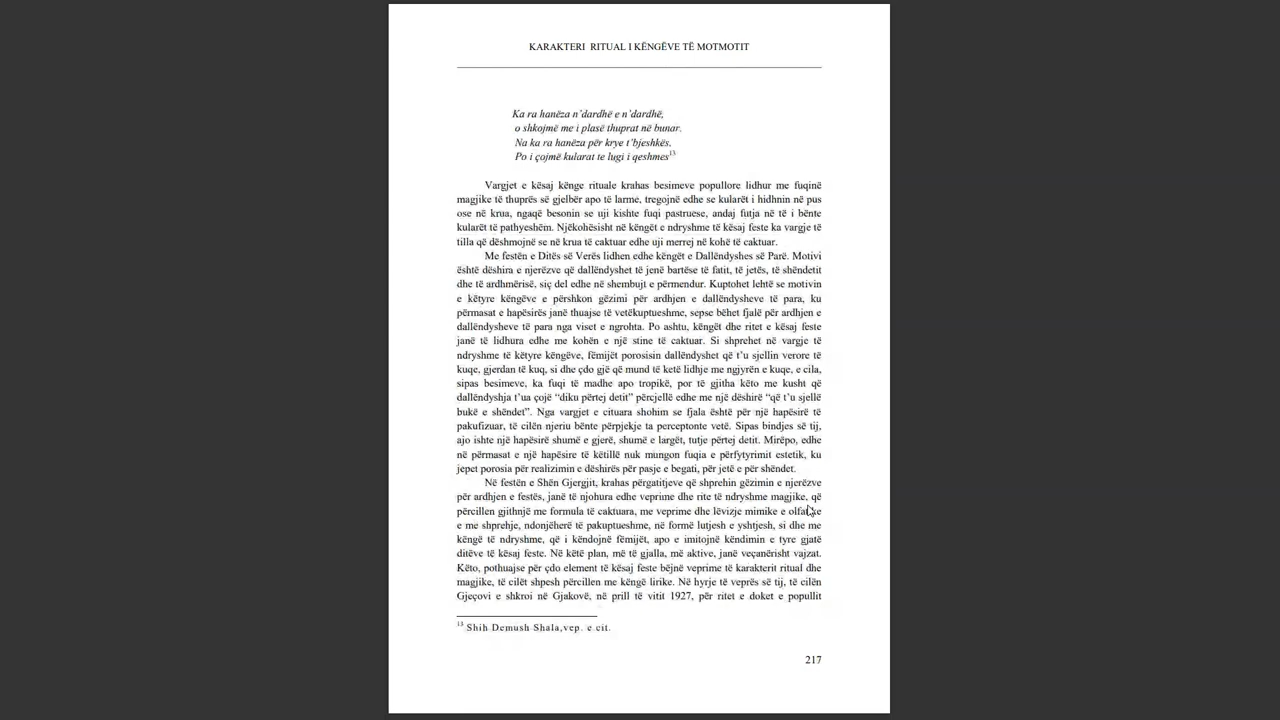 KARAKTERI RITUAL I KËNGËVE TË MOTMOTIT
Ka ra hanëza n'dardhë e n'dardhë,
o shkojmë me i plasë thuprat në bunar.
Na ka ra hanëza për krye t'bjeshkës.
Po i çojmë kularat te lugi i qeshmes13
Vargjet e kësaj kënge rituale krahas besimeve popullore lidhur me fuqinë
magjike të thuprës së gjelbër apo të larme, tregojnë edhe se kularët i hidhnin në pus
ose në krua, ngaqë besonin se uji kishte fuqi pastruese, andaj futja në të i bënte
kularët të pathyeshëm. Njëkohësisht në këngët e ndryshme të kësaj feste ka vargje të
tilla që dëshmojnë se në krua të caktuar edhe uji merrej në kohë të caktuar.
Me festën e Ditës së Verës lidhen edhe këngët e Dallëndyshes së Parë. Motivi
është dëshira e njerëzve që dallëndyshet të jenë bartëse të fatit, të jetës, të shëndetit
dhe të ardhmërisë, siç del edhe në shembujt e përmendur. Kuptohet lehtë se motivin
e këtyre këngëve e përshkon gëzimi për ardhjen e dallëndysheve të para, ku
përmasat e hapësirës janë thuajse të vetëkuptueshme, sepse bëhet fjalë për ardhjen e
dallëndysheve të para nga viset e ngrohta. Po ashtu, këngët dhe ritet e kësaj feste
janë të lidhura edhe me kohën e një stine të caktuar. Si shprehet në vargje të
ndryshme të këtyre këngëve, fëmijët porosisin dallëndyshet që t'u sjellin verore të
kuqe, gjerdan të kuq, si dhe çdo gjë që mund të ketë lidhje me ngjyrën e kuqe, e cila,
sipas besimeve, ka fuqi të madhe apo tropikë, por të gjitha këto me kusht që
dallëndyshja t'ua çojë “diku përtej detit” përcjellë edhe me një dëshirë “që t'u sjellë
bukë e shëndet”. Nga vargjet e cituara shohim se fjala është për një hapësirë të
pakufizuar, të cilën njeriu bënte përpjekje ta perceptonte vetë. Sipas bindjes së tij,
ajo ishte një hapësirë shumë e gjerë, shumë e largët, tutje përtej detit. Mirëpo, edhe
në përmasat e një hapësire të këtillë nuk mungon fuqia e përfytyrimit estetik, ku
jepet porosia për realizimin e dëshirës për pasje e begati, për jetë e për shëndet.
Në festën e Shën Gjergjit, krahas përgatitjeve që shprehin gëzimin e njerëzve
për ardhjen e festës, janë të njohura edhe veprime dhe rite të ndryshme magjike, që
përcillen gjithnjë me formula të caktuara, me veprime dhe lëvizje mimike e
e me shprehje, ndonjëherë të pakuptueshme, në formë lutjesh e yshtjesh, si dhe me
këngë të ndryshme, që i këndojnë fëmijët, apo e imitojnë këndimin e tyre gjatë
ditëve të kësaj feste. Në këtë plan, më të gjalla, më aktive, janë veçanërisht vajzat.
Këto, pothuajse për çdo element të kësaj feste bëjnë veprime të karakterit ritual dhe
magjike, të cilët shpesh përcillen me këngë lirike. Në hyrje të veprës së tij, të cilën
Gjeçovi e shkroi në Gjakovë, në prill të vitit 1927, për ritet e doket e popullit
13 Shih Demush Shala,vep. e cit.
217